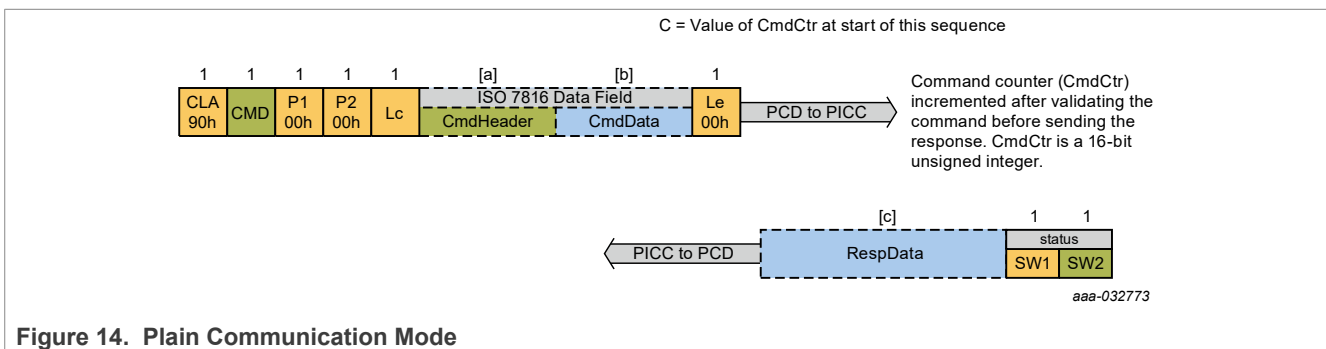 C = Value of CmdCtr at start of this sequence
1 1 1 1 1 [a] [b] 1
CLA 90h CMD P1 00h P2 00h Lc ISO 7816 Data Field CmdHeader CmdData Le 00h PCD to PICC
Command counter (CmdCtr)
incremented after validating the
command before sending the
response. CmdCtr is a 16-bit
unsigned integer.
[c] 1 1
PICC to PCD RespData status SW1 SW2
aaa-032773
Figure 14. Plain Communication Mode